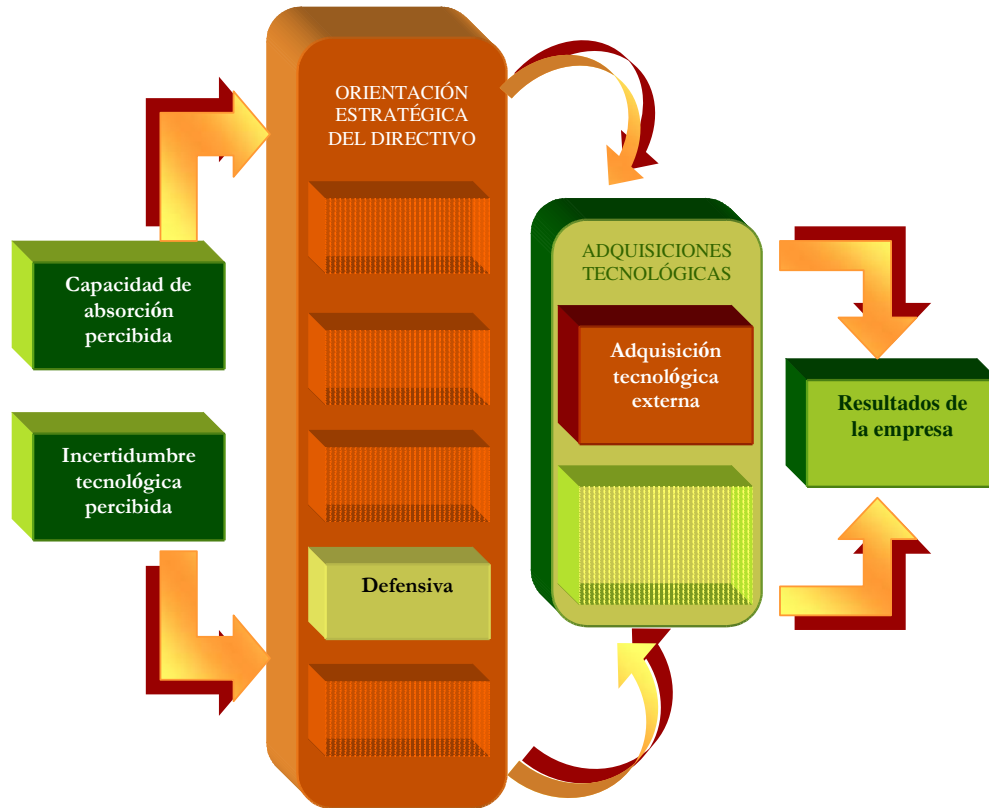 ORIENTACIÓN
ESTRATÉGICA
DEL DIRECTIVO
Capacidad de
absorción
percibida
Incertidumbre
tecnológica
percibida
Defensiva
ADQUISICIONES
TECNOLÓGICAS
Adquisición
tecnológica
externa
Resultados de
la empresa